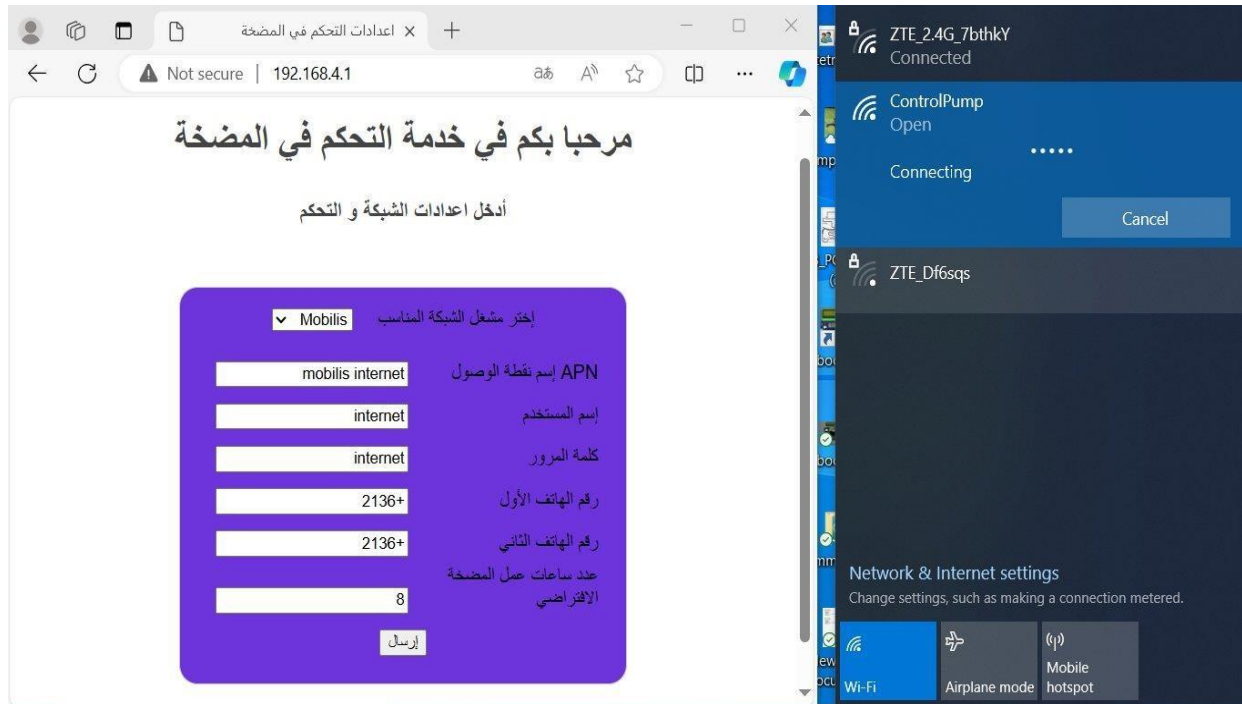 اعدادات التحكم في المضخة
Not secure | 192.168.4.1
مرحبا بكم في خدمة التحكم في المضخة
أدخل اعدادات الشبكة و التحكم
إختر مشغل الشبكة المناسب Mobilis
APN إسم نقطة الوصول mobilis internet
إسم المستخدم internet
كلمة المرور internet
رقم الهاتف الأول 2136+
رقم الهاتف الثاني 2136+
عدد ساعات عمل المضخة
الافتراضي 8
إرسال
ZTE_2.4G_7bthkY
Connected
ControlPump
Open
Connecting
Cancel
ZTE_Df6sqs
Network & Internet settings
Change settings, such as making a connection metered.
Wi-Fi
Airplane mode
Mobile
hotspot